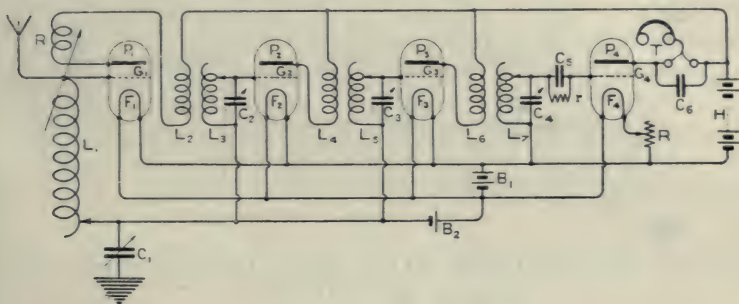 R P₁ P₂ P₃ C₅ P₄ T
G₁ G₂ G₃ G₄
F₁ C₂ F₂ C₃ F₃ C₄ r F₄ C₆
L₂ L₃ L₄ L₅ L₆ L₇ R H
L₁
B₁
B₂
C₁